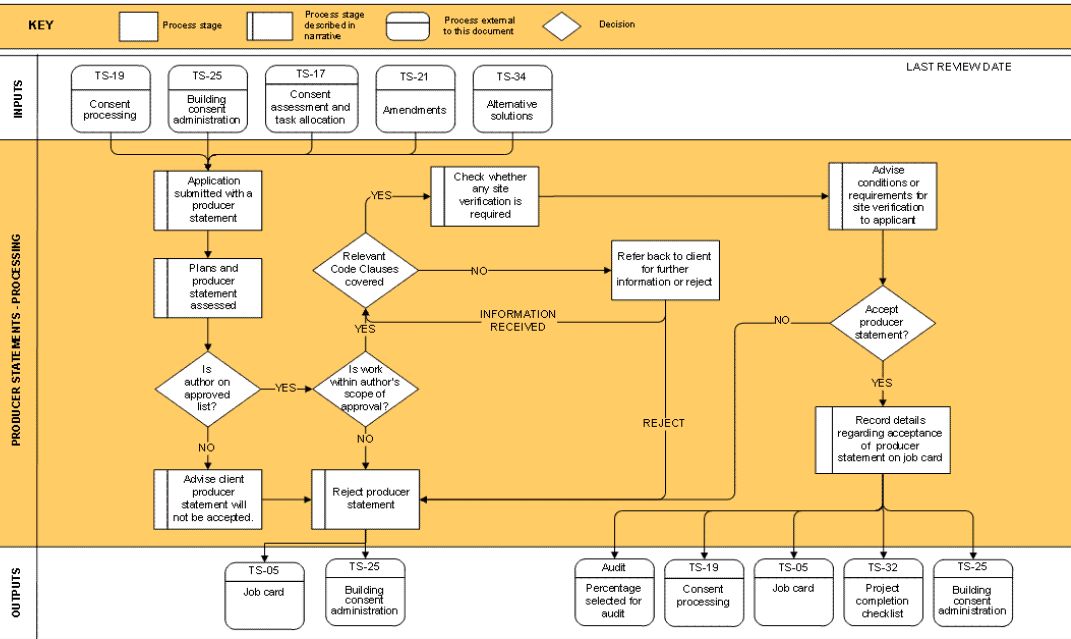 KEY
Process stage
Process stage
described in
narrative
Process external
to this document
Decision
INPUTS
LAST REVIEW DATE
TS-19
Consent
processing
TS-25
Building
consent
administration
TS-17
Consent
assessment and
task allocation
TS-21
Amendments
TS-34
Alternative
solutions
PRODUCER STATEMENTS - PROCESSING
Application
submitted with a
producer
statement
Plans and
producer
statement
assessed
Is
author on
approved
list?
YES
NO
Advise client
producer
statement will
not be accepted.
Is work
within author's
scope of
approval?
YES
NO
Reject producer
statement
Relevant
Code Clauses
covered
YES
NO
Check whether
any site
verification is
required
Refer back to client
for further
information or reject
INFORMATION
RECEIVED
REJECT
Advise
conditions or
requirements for
site verification
to applicant
Accept
producer
statement?
NO
YES
Record details
regarding acceptance
of producer
statement on job card
OUTPUTS
TS-05
Job card
TS-25
Building
consent
administration
Audit
Percentage
selected for
audit
TS-19
Consent
processing
TS-05
Job card
TS-32
Project
completion
checklist
TS-25
Building
consent
administration